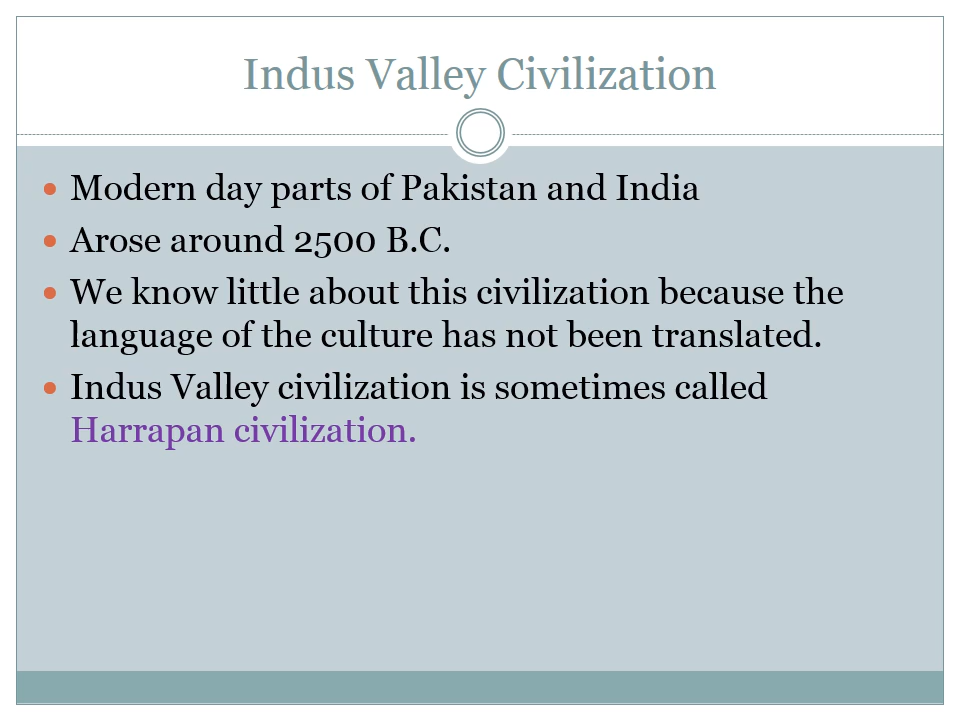 Indus Valley Civilization
• Modern day parts of Pakistan and India
• Arose around 2500 B.C.
• We know little about this civilization because the
language of the culture has not been translated.
• Indus Valley civilization is sometimes called
Harrapan civilization.